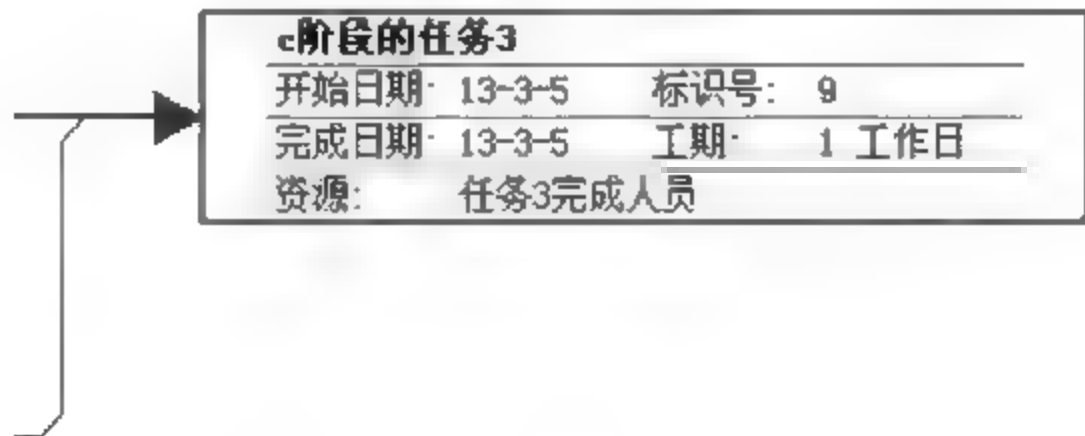 c阶段的任务3
开始日期: 13-3-5 标识号: 9
完成日期: 13-3-5 工期: 1 工作日
资源: 任务3完成人员